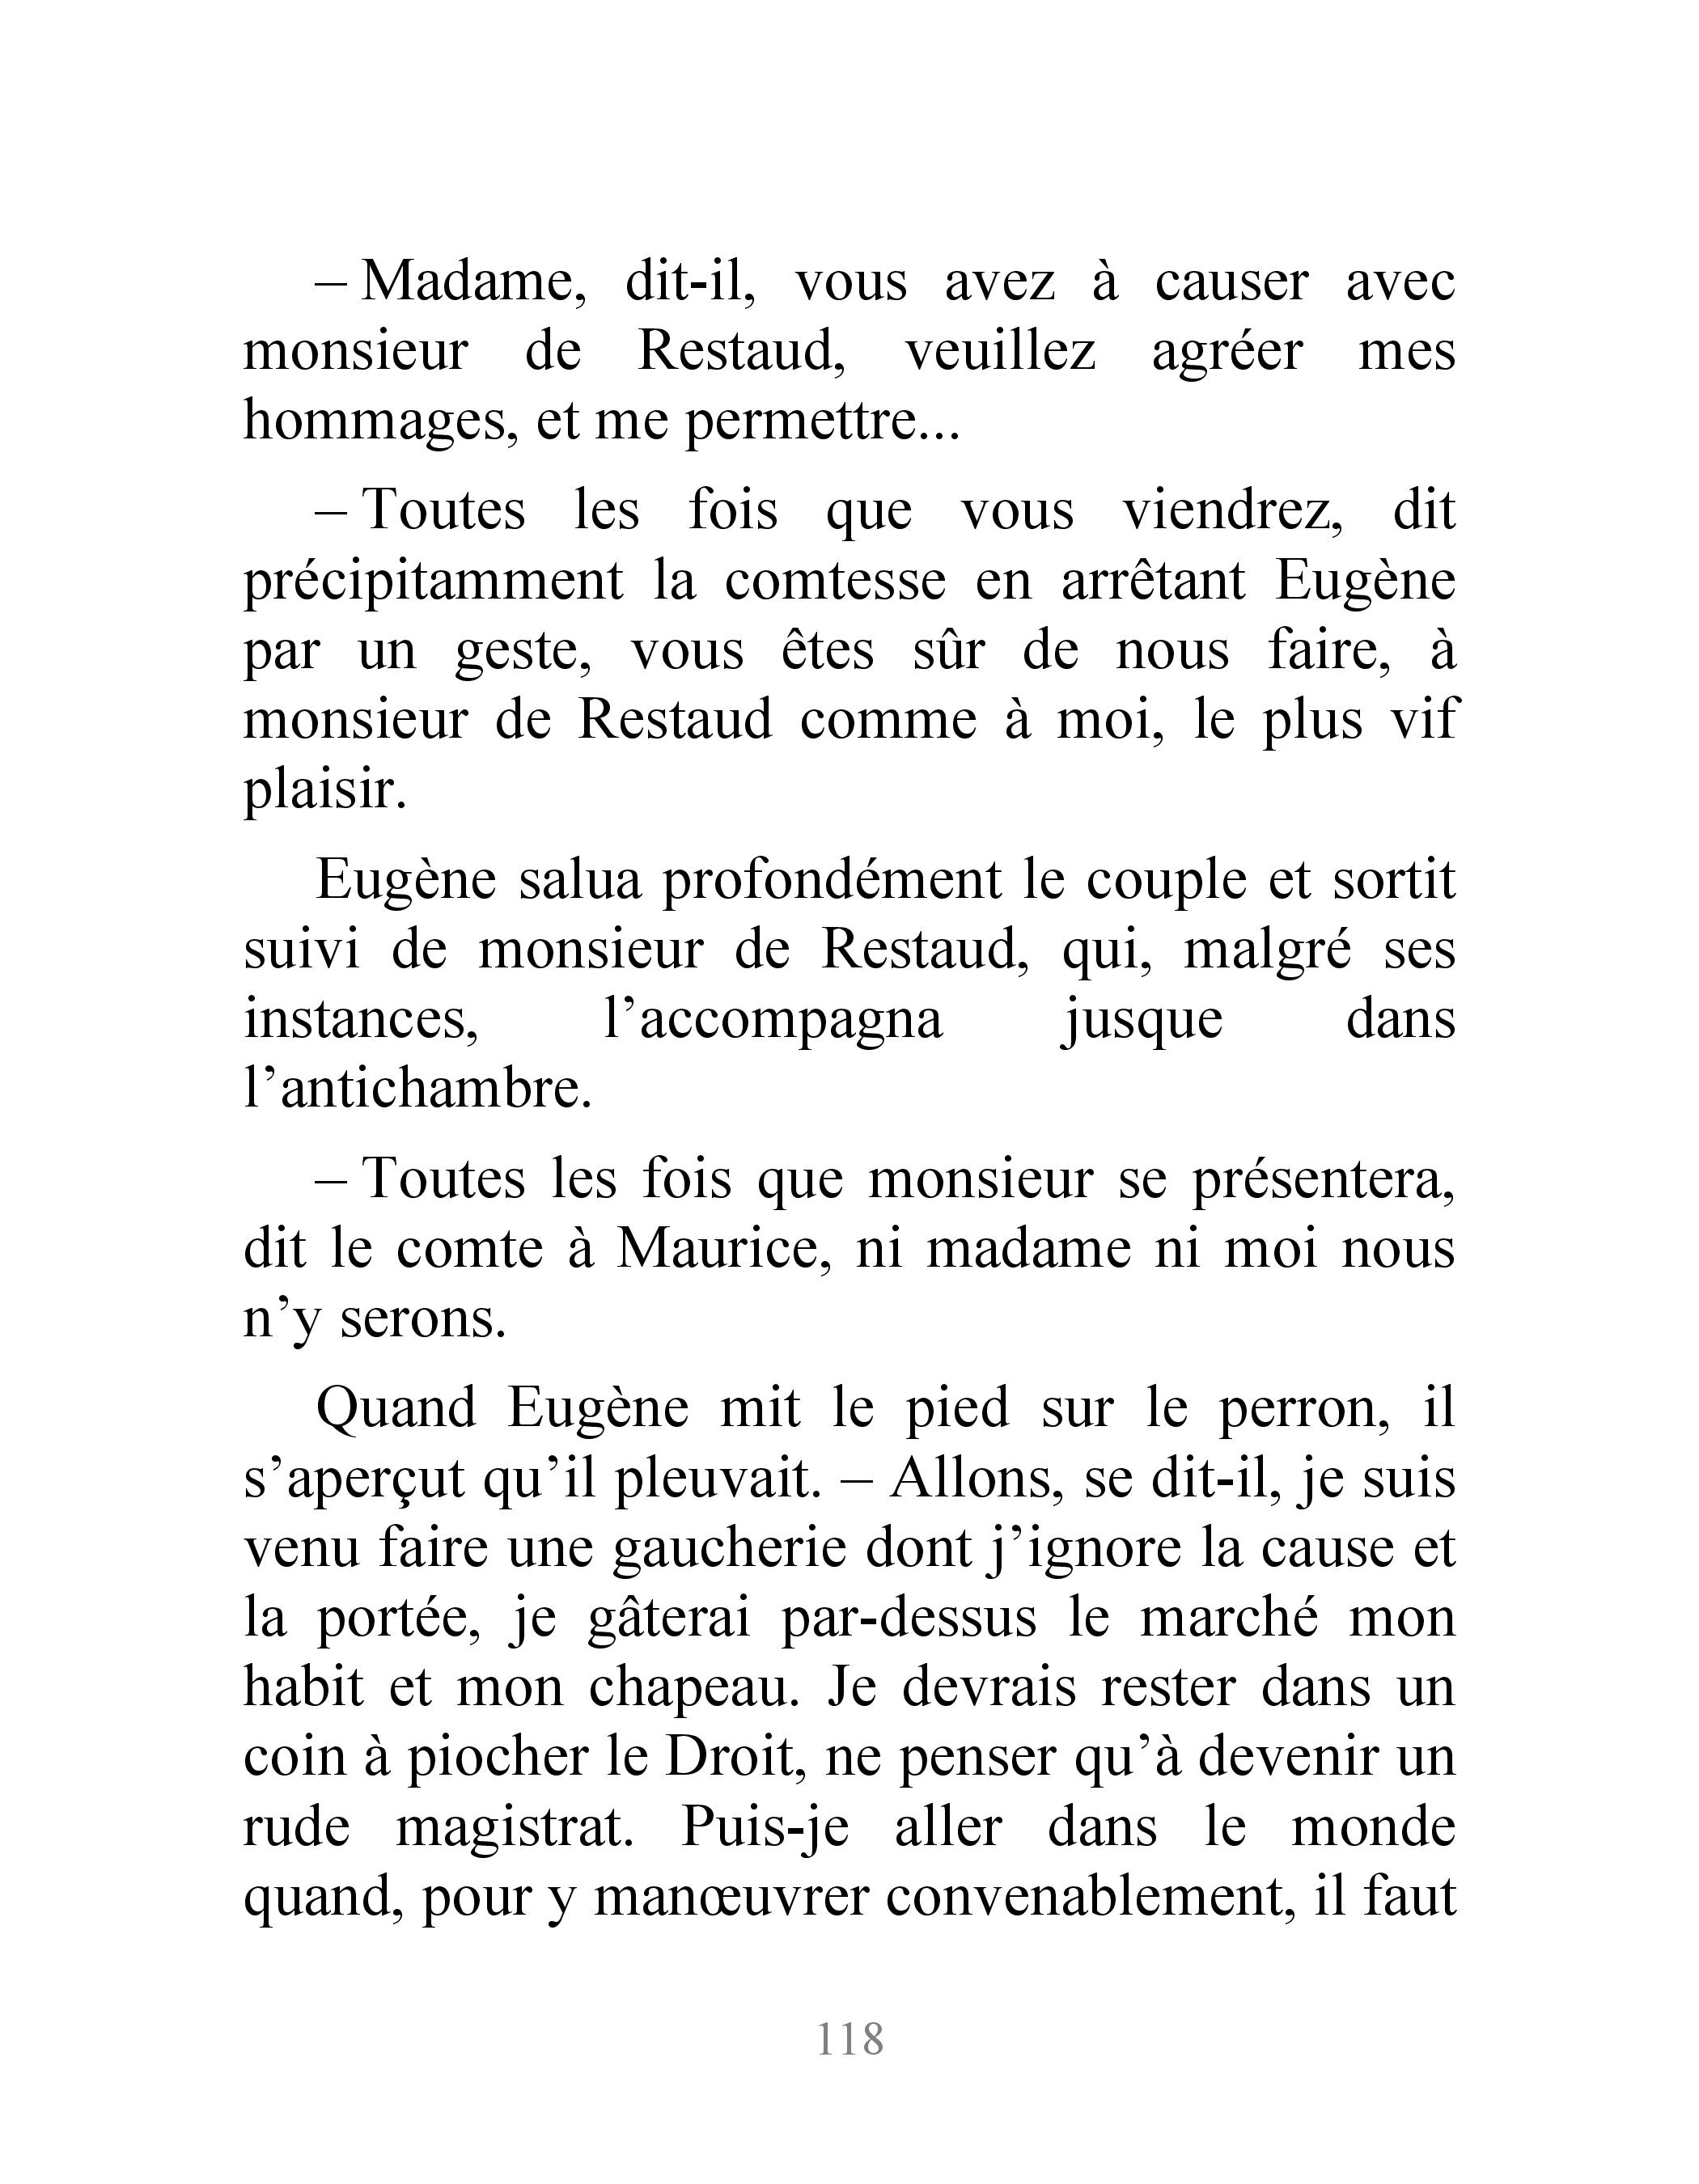 – Madame, dit-il, vous avez à causer avec
monsieur de Restaud, veuillez agréer mes
hommages, et me permettre...
– Toutes les fois que vous viendrez, dit
précipitamment la comtesse en arrêtant Eugène
par un geste, vous êtes sûr de nous faire, à
monsieur de Restaud comme à moi, le plus vif
plaisir.
Eugène salua profondément le couple et sortit
suivi de monsieur de Restaud, qui, malgré ses
instances, l’accompagna jusque dans
l’antichambre.
– Toutes les fois que monsieur se présentera,
dit le comte à Maurice, ni madame ni moi nous
n’y serons.
Quand Eugène mit le pied sur le perron, il
s’aperçut qu’il pleuvait. – Allons, se dit-il, je suis
venu faire une gaucherie dont j’ignore la cause et
la portée, je gâterai par-dessus le marché mon
habit et mon chapeau. Je devrais rester dans un
coin à piocher le Droit, ne penser qu’à devenir un
rude magistrat. Puis-je aller dans le monde
quand, pour y manœuvrer convenablement, il faut
118